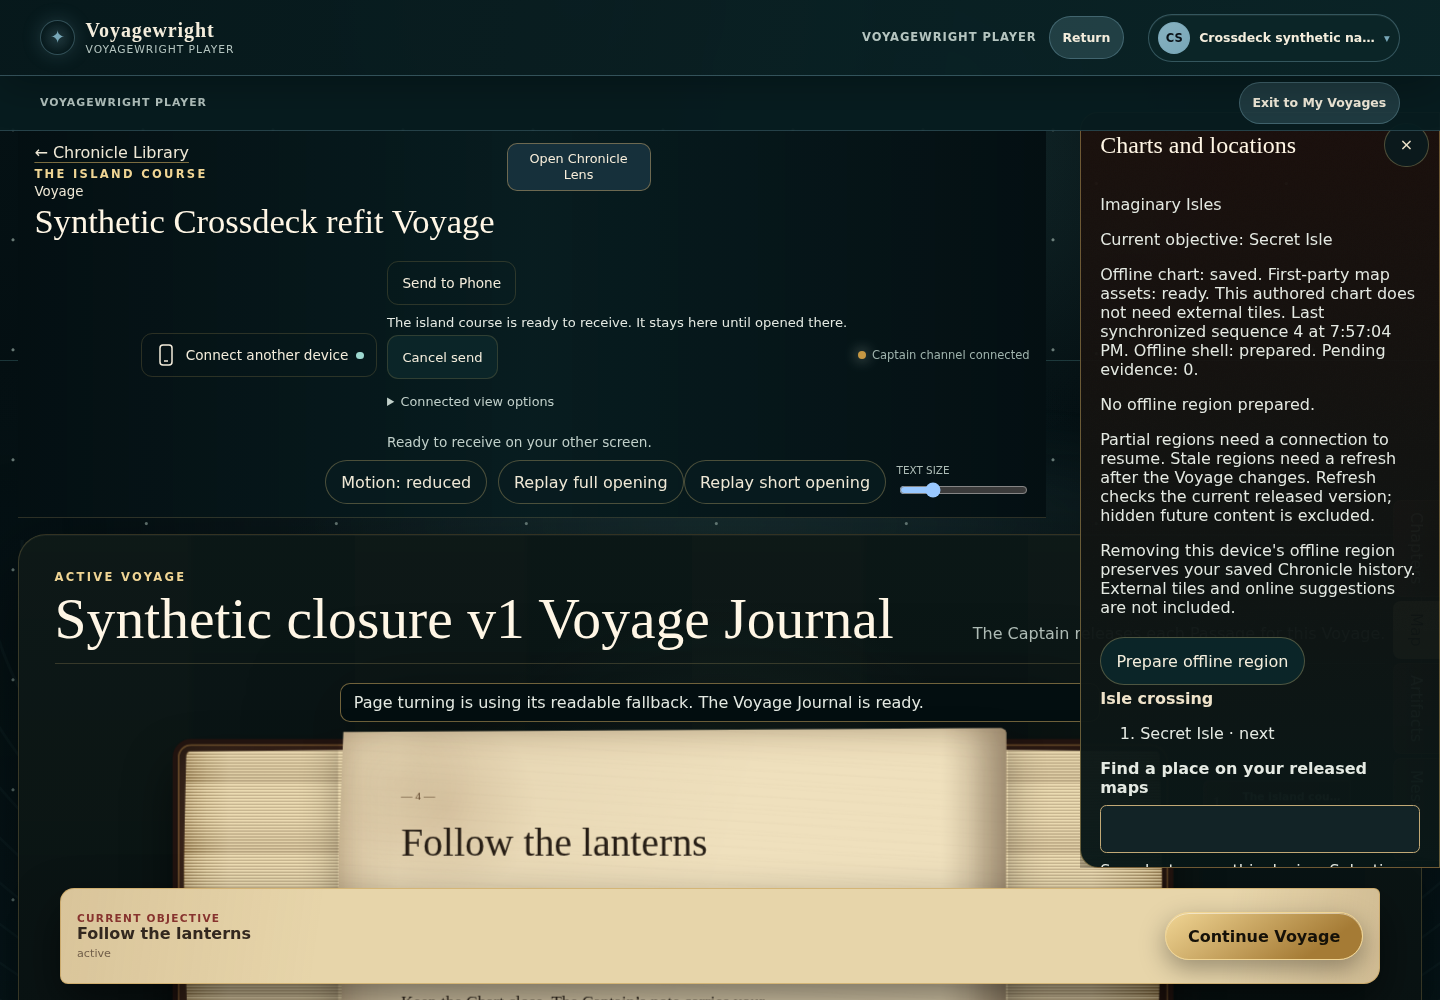 ✦ Voyagewright
VOYAGEWRIGHT PLAYER
VOYAGEWRIGHT PLAYER
Return
CS Crossdeck synthetic na... ▾
VOYAGEWRIGHT PLAYER
Exit to My Voyages
← Chronicle Library
THE ISLAND COURSE
Voyage
Synthetic Crossdeck refit Voyage
Open Chronicle
Lens
Send to Phone
The island course is ready to receive. It stays here until opened there.
Connect another device
Cancel send
Captain channel connected
▶ Connected view options
Ready to receive on your other screen.
Motion: reduced
Replay full opening
Replay short opening
TEXT SIZE
ACTIVE VOYAGE
Synthetic closure v1 Voyage Journal
The Captain
Page turning is using its readable fallback. The Voyage Journal is ready.
— 4 —
Follow the lanterns
CURRENT OBJECTIVE
Follow the lanterns
active
Continue Voyage
Charts and locations
×
Imaginary Isles
Current objective: Secret Isle
Offline chart: saved. First-party map
assets: ready. This authored chart does
not need external tiles. Last
synchronized sequence 4 at 7:57:04
PM. Offline shell: prepared. Pending
evidence: 0.
No offline region prepared.
Partial regions need a connection to
resume. Stale regions need a refresh
after the Voyage changes. Refresh
checks the current released version;
hidden future content is excluded.
Removing this device's offline region
preserves your saved Chronicle history.
External tiles and online suggestions
are not included.
Prepare offline region
Isle crossing
1. Secret Isle · next
Find a place on your released
maps